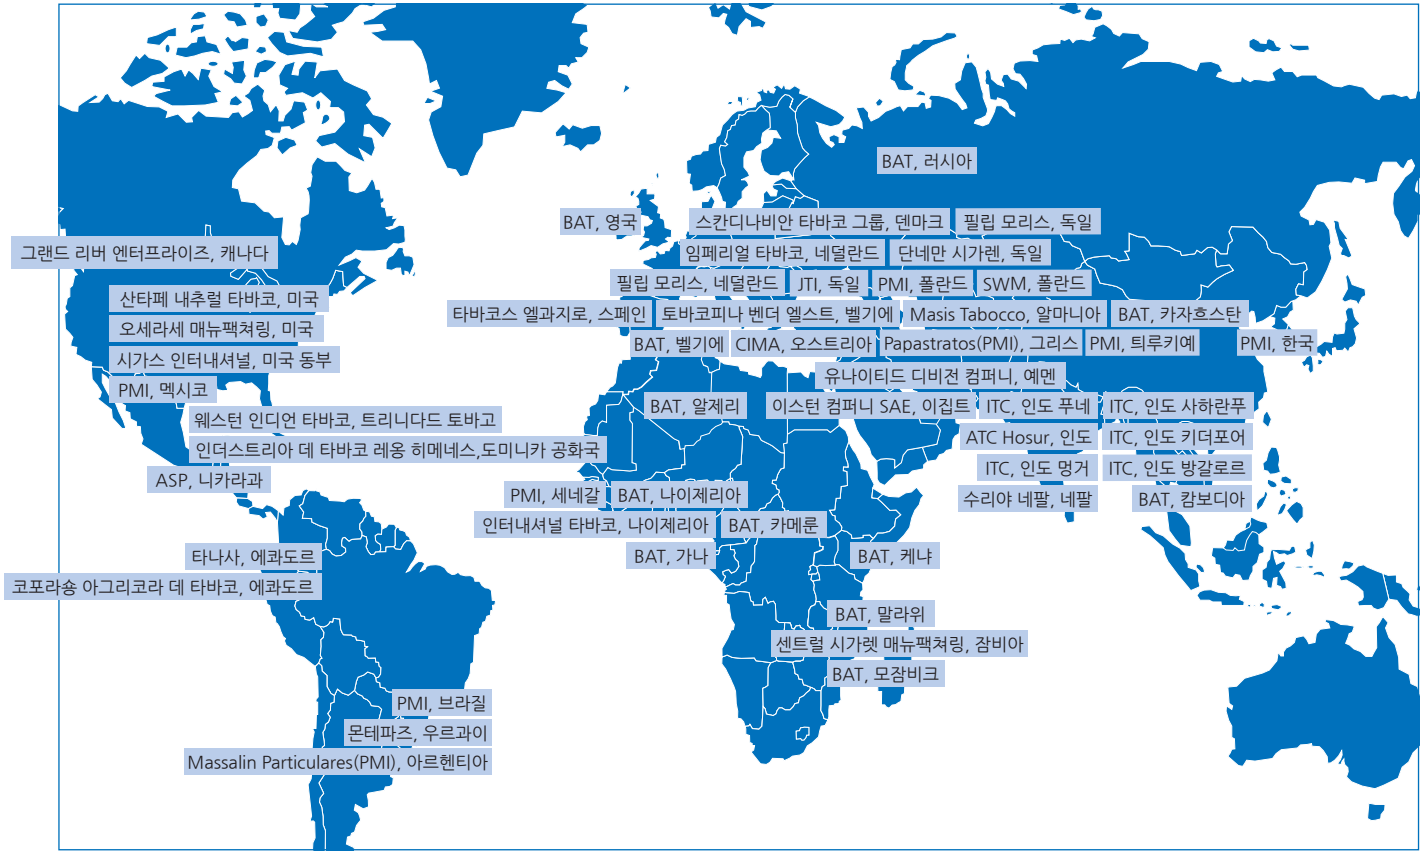 BAT, 러시아
BAT, 영국
스칸디나비안 타바코 그룹, 덴마크
필립 모리스, 독일
그랜드 리버 엔터프라이즈, 캐나다
임페리얼 타바코, 네덜란드
단네만 시가렌, 독일
필립 모리스, 네덜란드
JTI, 독일
PMI, 폴란드
SWM, 폴란드
산타페 내추럴 타바코, 미국
타바코스 엘과지로, 스페인
토바코피나 벤더 엘스트, 벨기에
Masis Tabocco, 알마니아
BAT, 카자흐스탄
오세라세 매뉴팩쳐링, 미국
BAT, 벨기에
CIMA, 오스트리아
Papastratos(PMI), 그리스
PMI, 틔루키예
PMI, 한국
시가스 인터내셔널, 미국 동부
유나이티드 디비전 컴퍼니, 예멘
PMI, 멕시코
BAT, 알제리
이스턴 컴퍼니 SAE, 이집트
ITC, 인도 푸네
ITC, 인도 사하란푸
웨스턴 인디언 타바코, 트리니다드 토바고
ATC Hosur, 인도
ITC, 인도 키더포어
인더스트리아 데 타바코 레옹 히메네스,도미니카 공화국
ITC, 인도 멍거
ITC, 인도 방갈로르
ASP, 니카라과
PMI, 세네갈
BAT, 나이제리아
수리야 네팔, 네팔
BAT, 캄보디아
인터내셔널 타바코, 나이제리아
BAT, 카메룬
타나사, 에콰도르
BAT, 가나
BAT, 케냐
코포라숑 아그리코라 데 타바코, 에콰도르
BAT, 말라위
센트럴 시가렛 매뉴팩쳐링, 잠비아
BAT, 모잠비크
PMI, 브라질
몬테파즈, 우르과이
Massalin Particulares(PMI), 아르헨티아